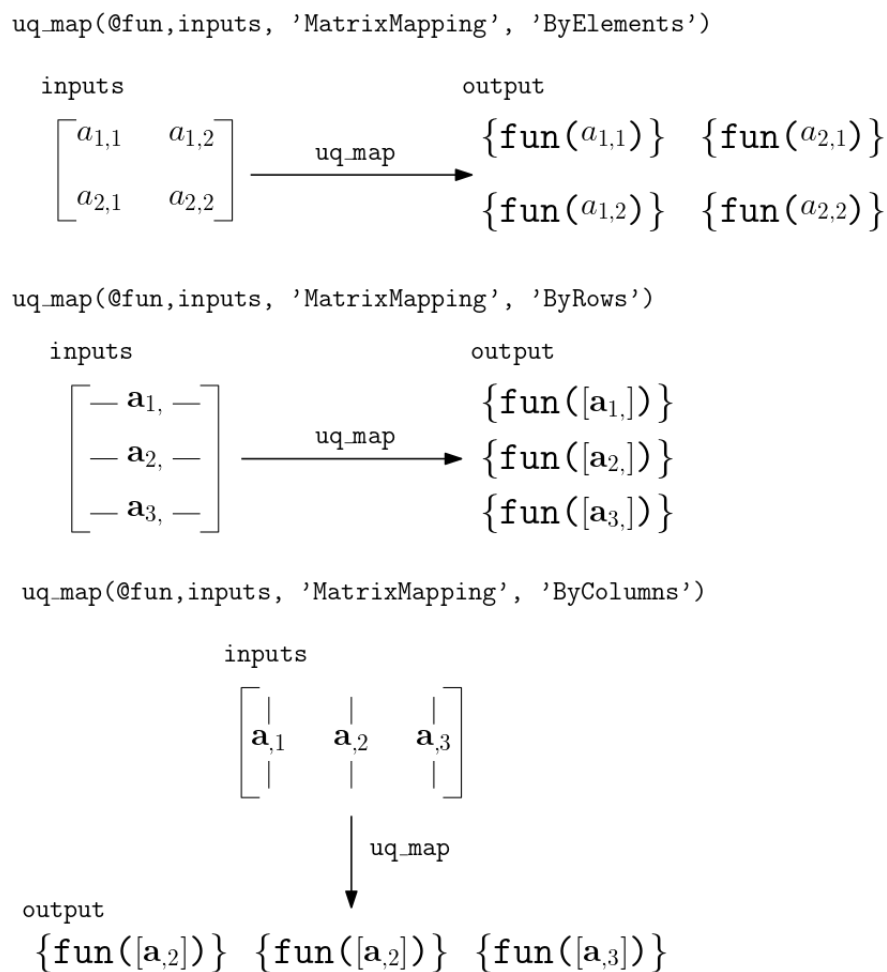 uq_map(@fun,inputs, 'MatrixMapping', 'ByElements')
inputs output
a1,1 a1,2 {fun(a1,1)} {fun(a2,1)}
uq_map
a2,1 a2,2 {fun(a1,2)} {fun(a2,2)}
uq_map(@fun,inputs, 'MatrixMapping', 'ByRows')
inputs output
— a1, — {fun([a1,])}
uq_map
— a2, — {fun([a2,])}
— a3, — {fun([a3,])}
uq_map(@fun,inputs, 'MatrixMapping', 'ByColumns')
inputs
| | |
a,1 a,2 a,3
| | |
uq_map
output
{fun([a,2])} {fun([a,2])} {fun([a,3])}